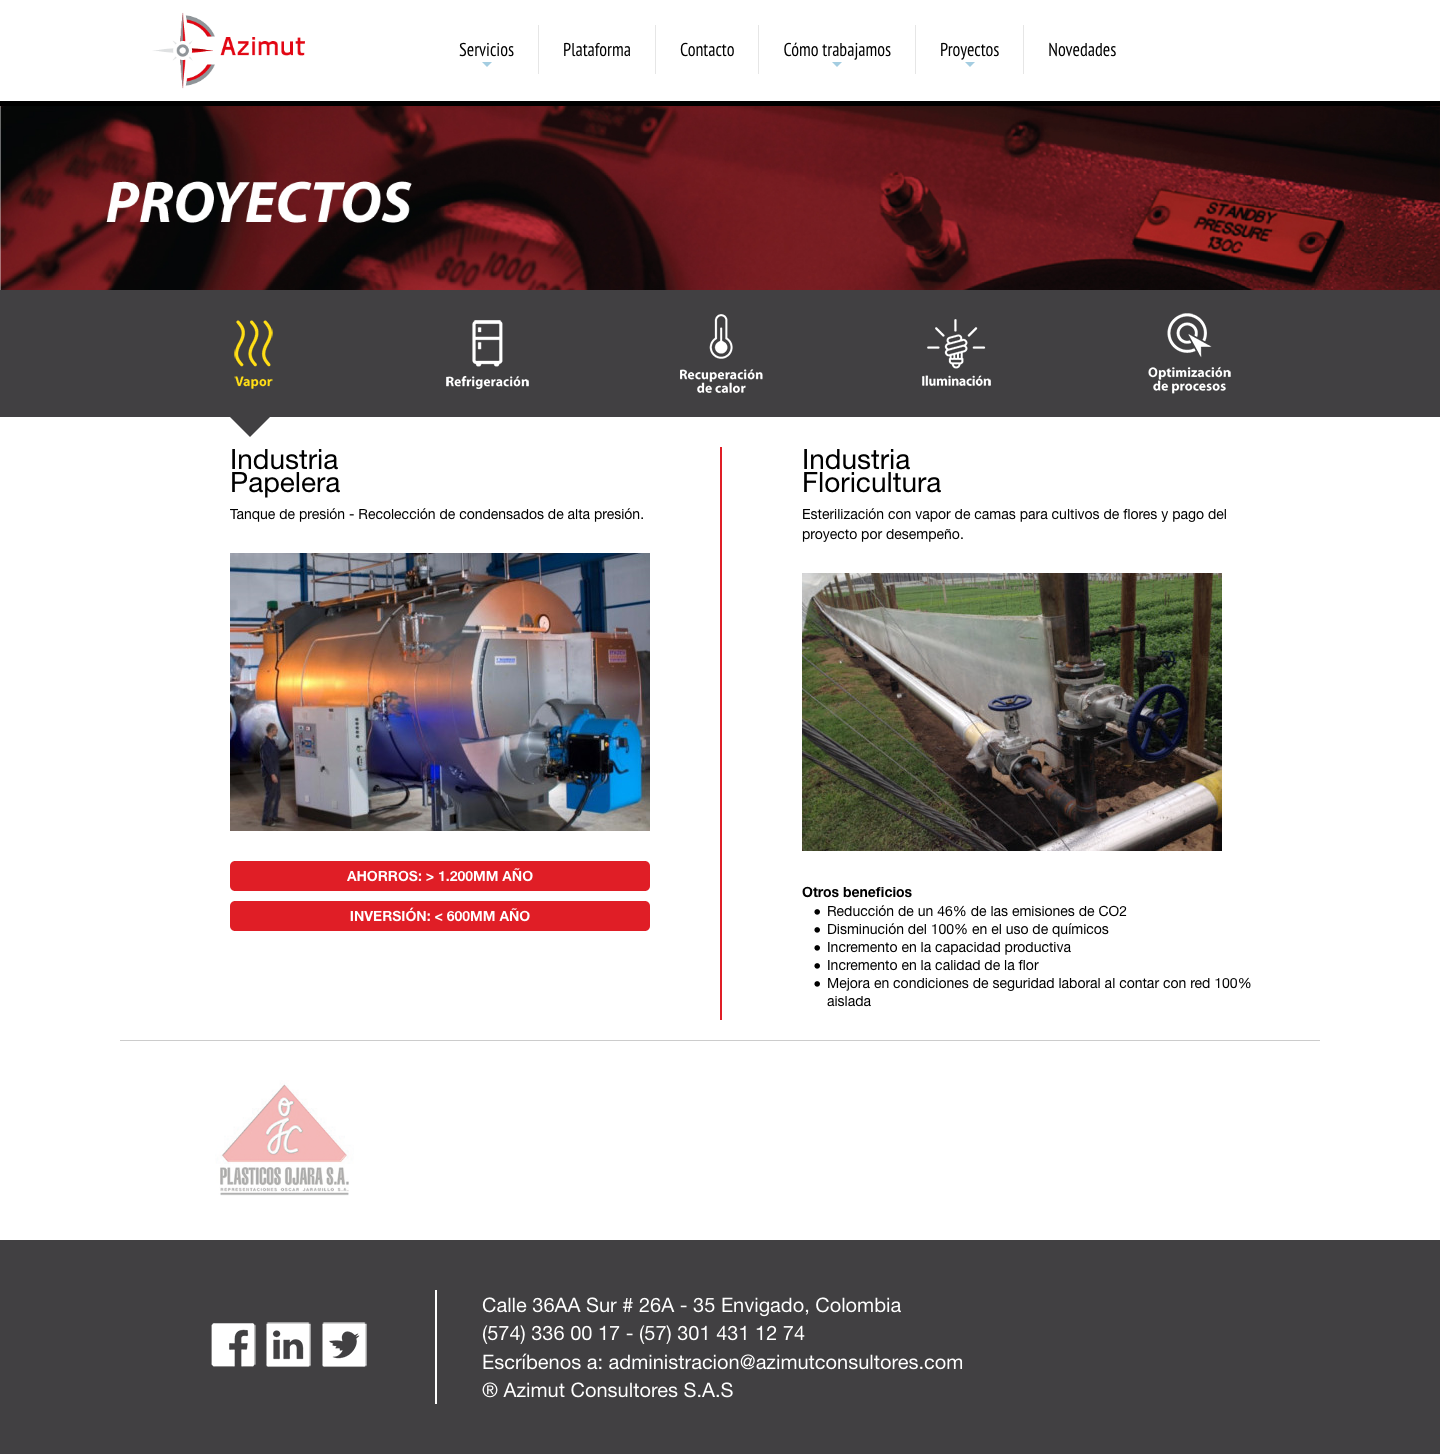 Azimut
Servicios
Plataforma
Contacto
Cómo trabajamos
Proyectos
Novedades
PROYECTOS
800 1000
STANDBY
PRESSURE
130C
Vapor
Refrigeración
Recuperación
de calor
Iluminación
Optimización
de procesos
Industria
Papelera
Tanque de presión - Recolección de condensados de alta presión.
AHORROS: > 1.200MM AÑO
INVERSIÓN: < 600MM AÑO
Industria
Floricultura
Esterilización con vapor de camas para cultivos de flores y pago del
proyecto por desempeño.
Otros beneficios
● Reducción de un 46% de las emisiones de CO2
● Disminución del 100% en el uso de químicos
● Incremento en la capacidad productiva
● Incremento en la calidad de la flor
● Mejora en condiciones de seguridad laboral al contar con red 100%
aislada
OJC
PLASTICOS OJARA S.A.
REPRESENTACIONES OSCAR JARAMILLO S.A.
Calle 36AA Sur # 26A - 35 Envigado, Colombia
(574) 336 00 17 - (57) 301 431 12 74
Escríbenos a: administracion@azimutconsultores.com
® Azimut Consultores S.A.S